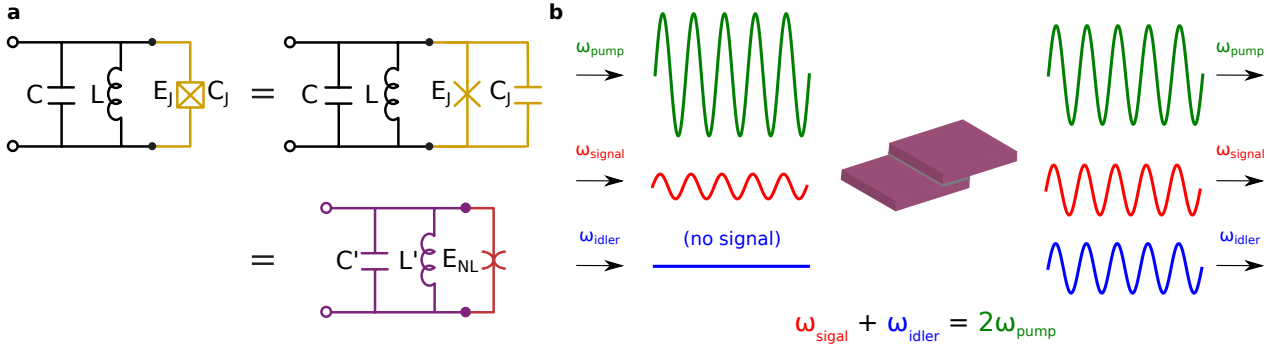 a
C L E_J C_J = C L E_J C_J
= C' L' E_NL
b
ω_pump ω_pump
ω_signal ω_signal
ω_idler (no signal) ω_idler
ω_sigal + ω_idler = 2ω_pump